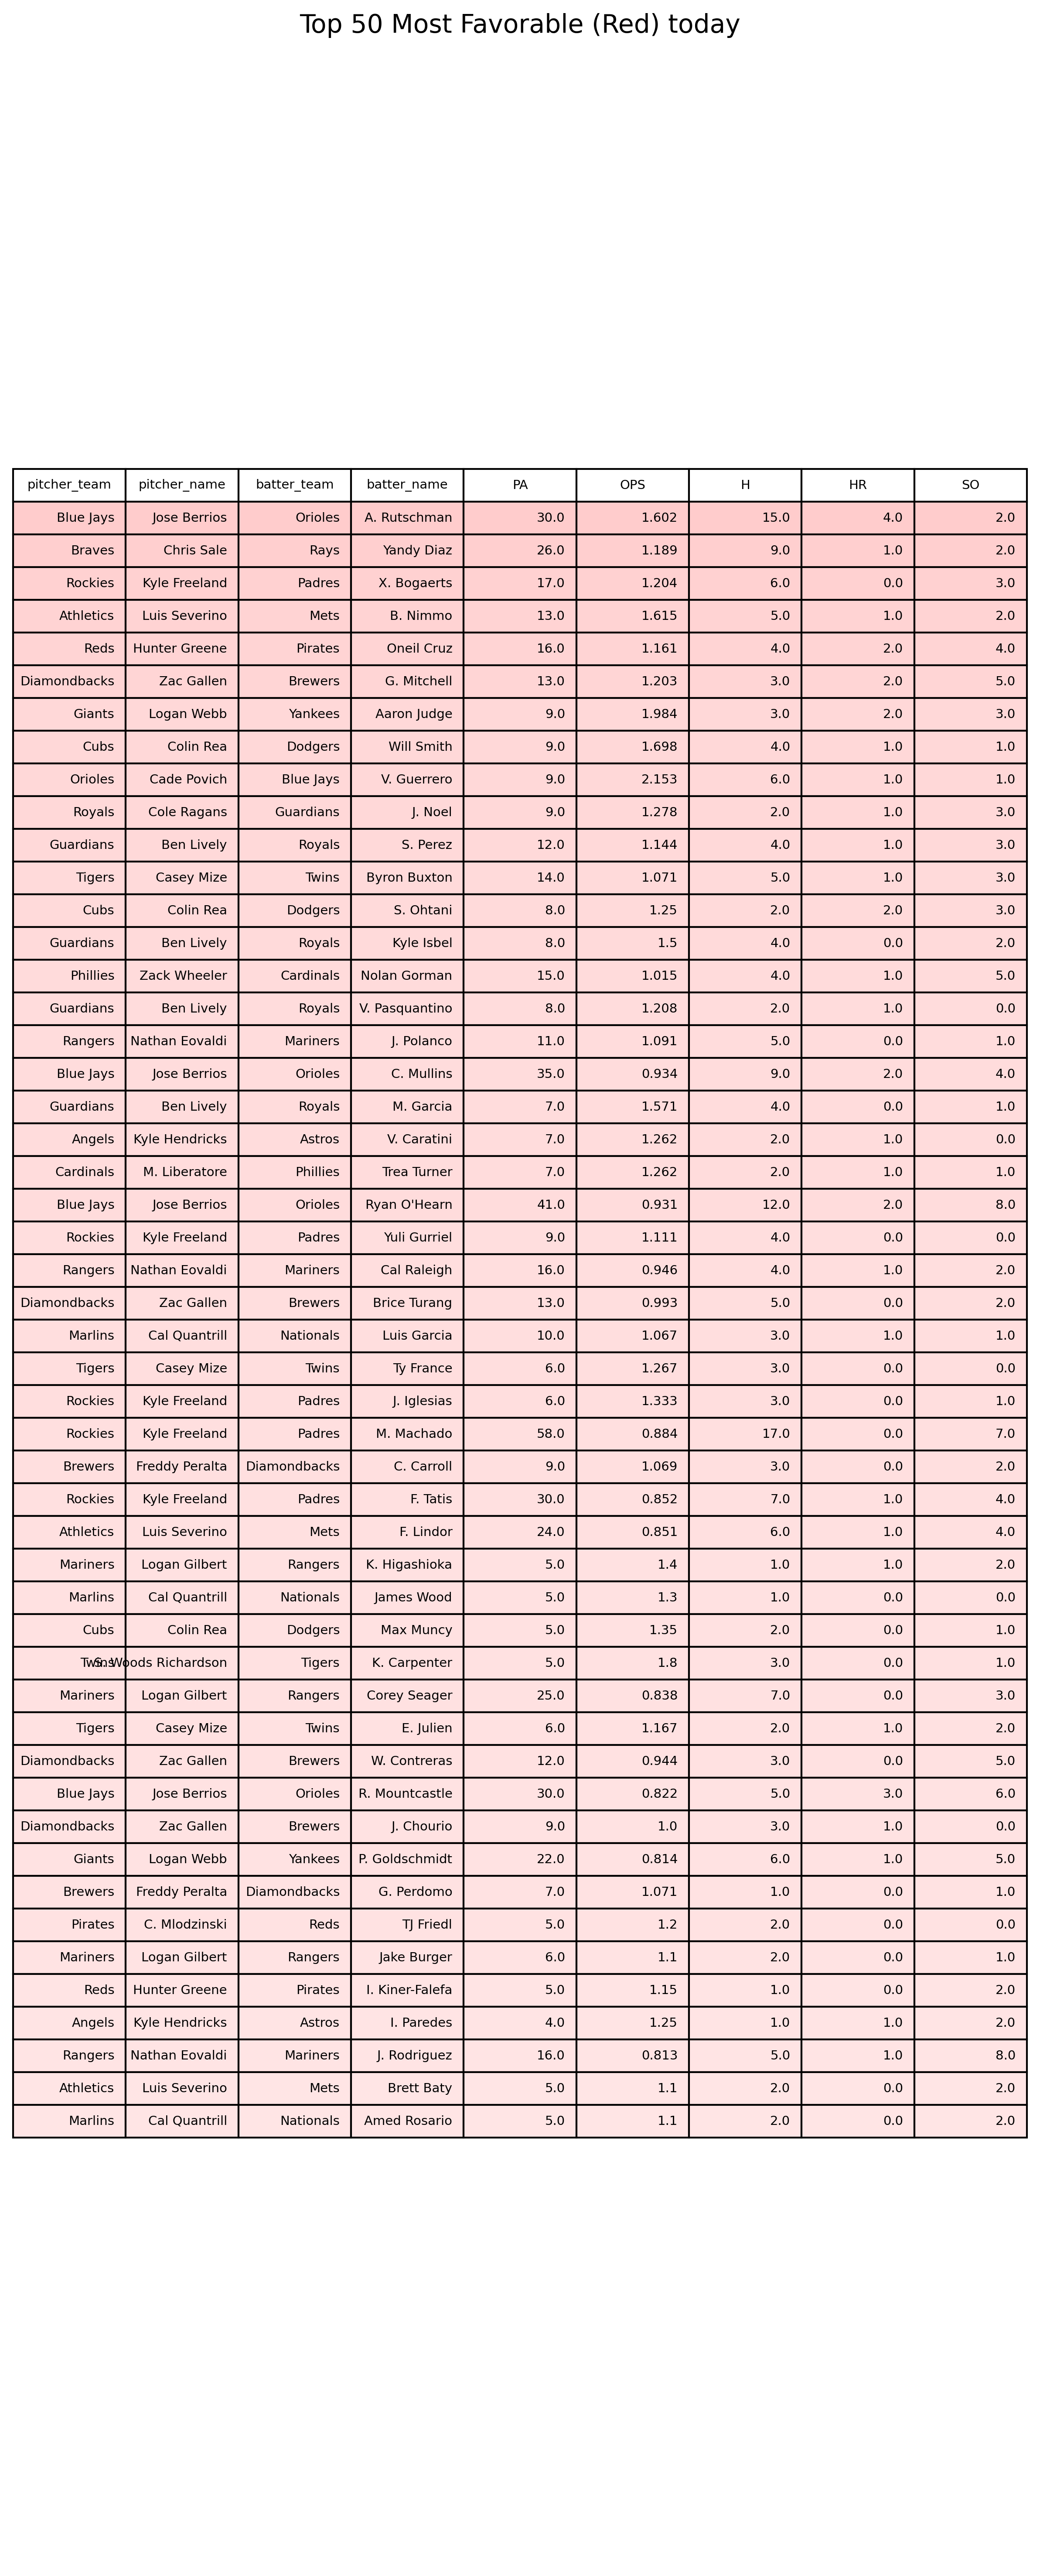 Top 50 Most Favorable (Red) today
pitcher_team pitcher_name batter_team batter_name PA OPS H HR SO
Blue Jays Jose Berrios Orioles A. Rutschman 30.0 1.602 15.0 4.0 2.0
Braves Chris Sale Rays Yandy Diaz 26.0 1.189 9.0 1.0 2.0
Rockies Kyle Freeland Padres X. Bogaerts 17.0 1.204 6.0 0.0 3.0
Athletics Luis Severino Mets B. Nimmo 13.0 1.615 5.0 1.0 2.0
Reds Hunter Greene Pirates Oneil Cruz 16.0 1.161 4.0 2.0 4.0
Diamondbacks Zac Gallen Brewers G. Mitchell 13.0 1.203 3.0 2.0 5.0
Giants Logan Webb Yankees Aaron Judge 9.0 1.984 3.0 2.0 3.0
Cubs Colin Rea Dodgers Will Smith 9.0 1.698 4.0 1.0 1.0
Orioles Cade Povich Blue Jays V. Guerrero 9.0 2.153 6.0 1.0 1.0
Royals Cole Ragans Guardians J. Noel 9.0 1.278 2.0 1.0 3.0
Guardians Ben Lively Royals S. Perez 12.0 1.144 4.0 1.0 3.0
Tigers Casey Mize Twins Byron Buxton 14.0 1.071 5.0 1.0 3.0
Cubs Colin Rea Dodgers S. Ohtani 8.0 1.25 2.0 2.0 3.0
Guardians Ben Lively Royals Kyle Isbel 8.0 1.5 4.0 0.0 2.0
Phillies Zack Wheeler Cardinals Nolan Gorman 15.0 1.015 4.0 1.0 5.0
Guardians Ben Lively Royals V. Pasquantino 8.0 1.208 2.0 1.0 0.0
Rangers Nathan Eovaldi Mariners J. Polanco 11.0 1.091 5.0 0.0 1.0
Blue Jays Jose Berrios Orioles C. Mullins 35.0 0.934 9.0 2.0 4.0
Guardians Ben Lively Royals M. Garcia 7.0 1.571 4.0 0.0 1.0
Angels Kyle Hendricks Astros V. Caratini 7.0 1.262 2.0 1.0 0.0
Cardinals M. Liberatore Phillies Trea Turner 7.0 1.262 2.0 1.0 1.0
Blue Jays Jose Berrios Orioles Ryan O'Hearn 41.0 0.931 12.0 2.0 8.0
Rockies Kyle Freeland Padres Yuli Gurriel 9.0 1.111 4.0 0.0 0.0
Rangers Nathan Eovaldi Mariners Cal Raleigh 16.0 0.946 4.0 1.0 2.0
Diamondbacks Zac Gallen Brewers Brice Turang 13.0 0.993 5.0 0.0 2.0
Marlins Cal Quantrill Nationals Luis Garcia 10.0 1.067 3.0 1.0 1.0
Tigers Casey Mize Twins Ty France 6.0 1.267 3.0 0.0 0.0
Rockies Kyle Freeland Padres J. Iglesias 6.0 1.333 3.0 0.0 1.0
Rockies Kyle Freeland Padres M. Machado 58.0 0.884 17.0 0.0 7.0
Brewers Freddy Peralta Diamondbacks C. Carroll 9.0 1.069 3.0 0.0 2.0
Rockies Kyle Freeland Padres F. Tatis 30.0 0.852 7.0 1.0 4.0
Athletics Luis Severino Mets F. Lindor 24.0 0.851 6.0 1.0 4.0
Mariners Logan Gilbert Rangers K. Higashioka 5.0 1.4 1.0 1.0 2.0
Marlins Cal Quantrill Nationals James Wood 5.0 1.3 1.0 0.0 0.0
Cubs Colin Rea Dodgers Max Muncy 5.0 1.35 2.0 0.0 1.0
Twins S. Woods Richardson Tigers K. Carpenter 5.0 1.8 3.0 0.0 1.0
Mariners Logan Gilbert Rangers Corey Seager 25.0 0.838 7.0 0.0 3.0
Tigers Casey Mize Twins E. Julien 6.0 1.167 2.0 1.0 2.0
Diamondbacks Zac Gallen Brewers W. Contreras 12.0 0.944 3.0 0.0 5.0
Blue Jays Jose Berrios Orioles R. Mountcastle 30.0 0.822 5.0 3.0 6.0
Diamondbacks Zac Gallen Brewers J. Chourio 9.0 1.0 3.0 1.0 0.0
Giants Logan Webb Yankees P. Goldschmidt 22.0 0.814 6.0 1.0 5.0
Brewers Freddy Peralta Diamondbacks G. Perdomo 7.0 1.071 1.0 0.0 1.0
Pirates C. Mlodzinski Reds TJ Friedl 5.0 1.2 2.0 0.0 0.0
Mariners Logan Gilbert Rangers Jake Burger 6.0 1.1 2.0 0.0 1.0
Reds Hunter Greene Pirates I. Kiner-Falefa 5.0 1.15 1.0 0.0 2.0
Angels Kyle Hendricks Astros I. Paredes 4.0 1.25 1.0 1.0 2.0
Rangers Nathan Eovaldi Mariners J. Rodriguez 16.0 0.813 5.0 1.0 8.0
Athletics Luis Severino Mets Brett Baty 5.0 1.1 2.0 0.0 2.0
Marlins Cal Quantrill Nationals Amed Rosario 5.0 1.1 2.0 0.0 2.0